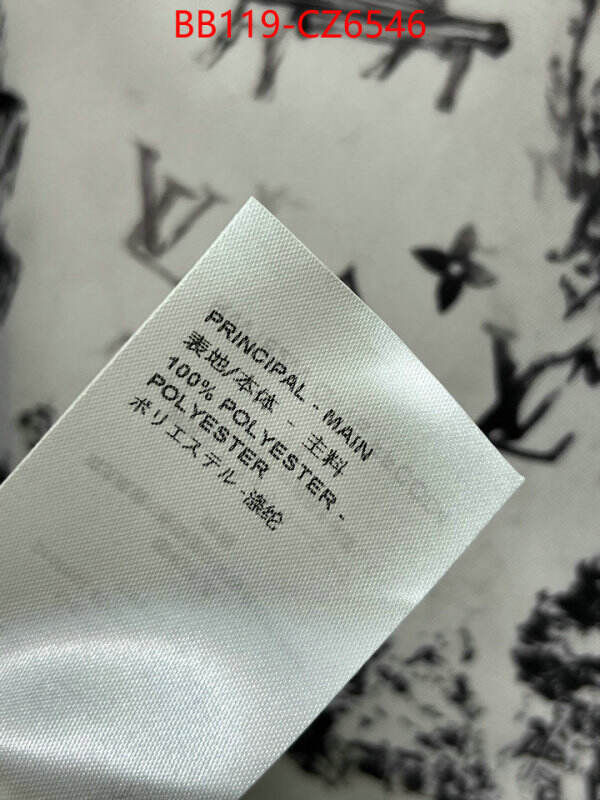 BB119-CZ6546
LV
PRINCIPAL - MAIN
表地/本体 - 主料
100% POLYESTER -
POLYESTER
ポリエステル-涤纶